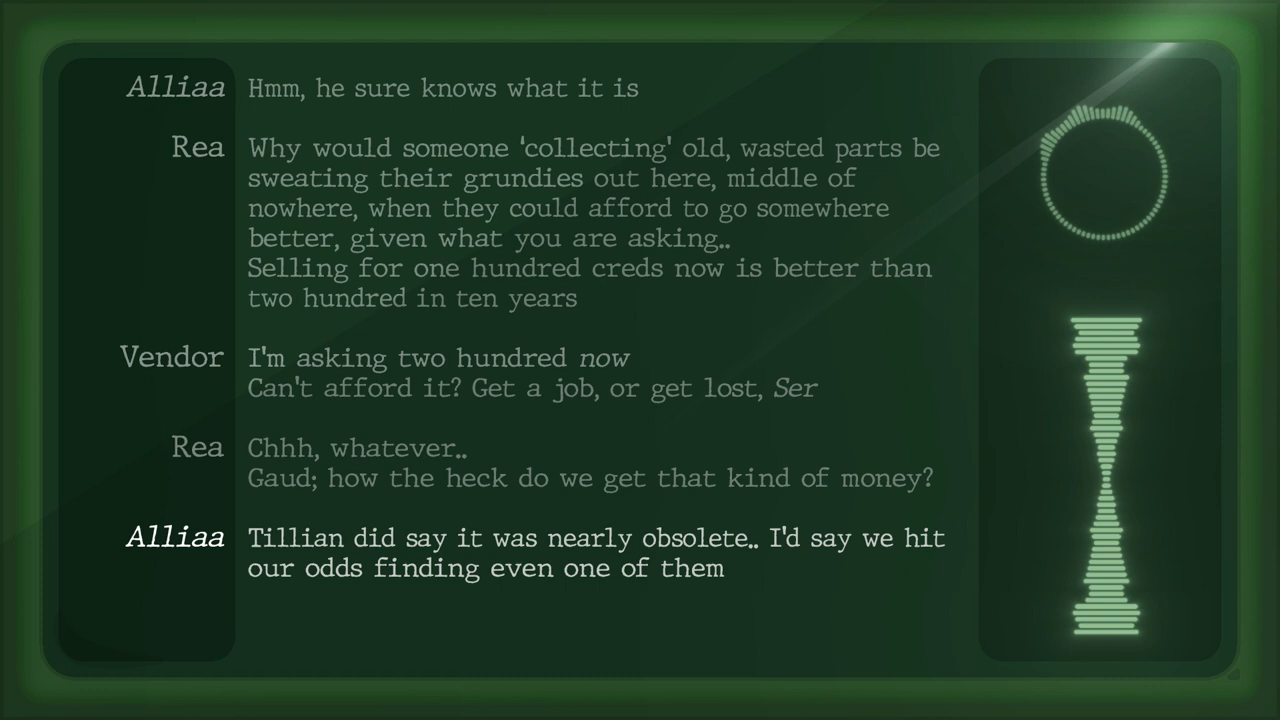 Alliaa Hmm, he sure knows what it is
Rea Why would someone 'collecting' old, wasted parts be
sweating their grundies out here, middle of
nowhere, when they could afford to go somewhere
better, given what you are asking..
Selling for one hundred creds now is better than
two hundred in ten years
Vendor I'm asking two hundred now
Can't afford it? Get a job, or get lost, Ser
Rea Chhh, whatever..
Gaud; how the heck do we get that kind of money?
Alliaa Tillian did say it was nearly obsolete.. I'd say we hit
our odds finding even one of them